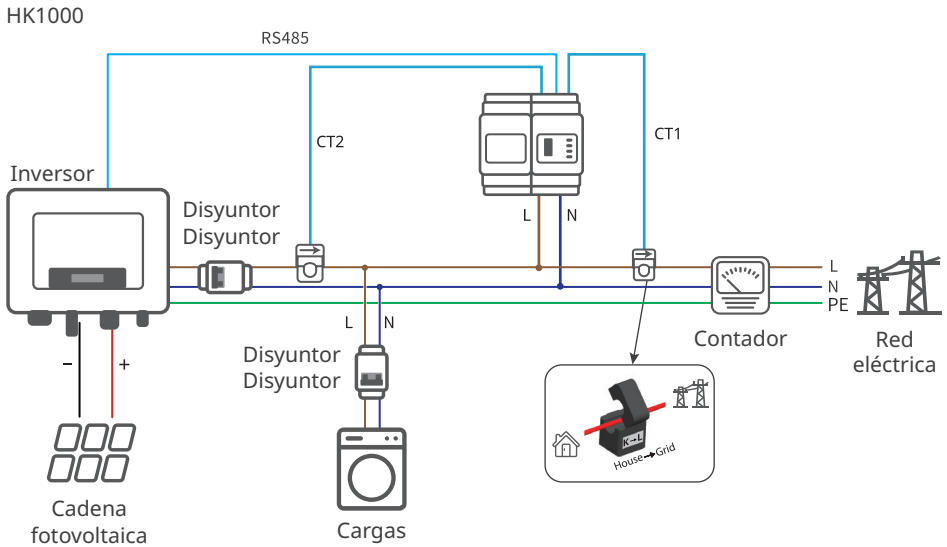 HK1000
RS485
CT2
CT1
Inversor
Disyuntor
Disyuntor
L
N
L
N
PE
Contador
Red
eléctrica
L
N
Disyuntor
Disyuntor
−
+
K→L
House→Grid
Cadena
fotovoltaica
Cargas